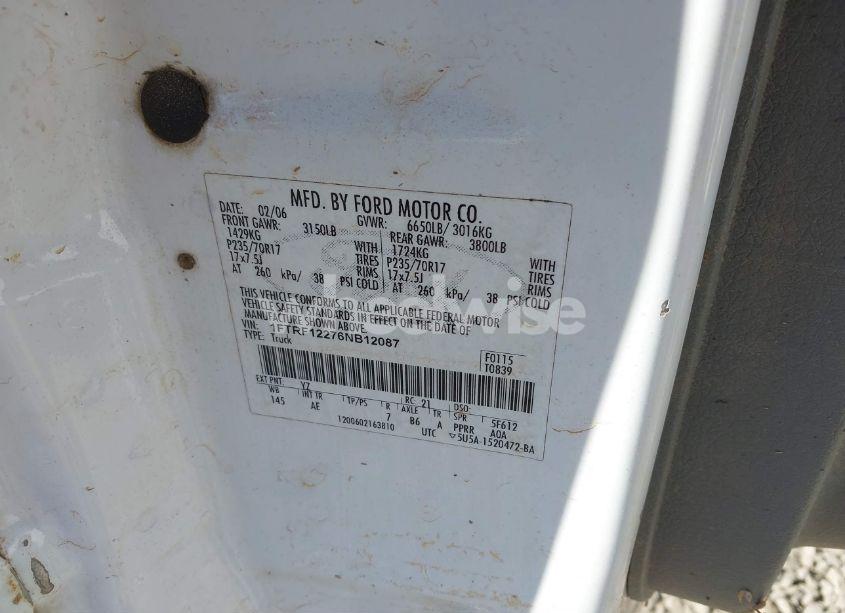 MFD. BY FORD MOTOR CO.
DATE: 02/06 GVWR: 6650LB/ 3016KG
FRONT GAWR: 3150LB REAR GAWR: 3800LB
1429KG WITH 1724KG WITH
P235/70R17 TIRES P235/70R17 TIRES
17x7.5J RIMS 17x7.5J RIMS
AT 260 kPa/ 38 PSI COLD AT 260 kPa/ 38 PSI COLD
THIS VEHICLE CONFORMS TO ALL APPLICABLE FEDERAL MOTOR
VEHICLE SAFETY STANDARDS IN EFFECT ON THE DATE OF
MANUFACTURE SHOWN ABOVE.
VIN: 1FTRF12276NB12087
TYPE: Truck
F0115
T0839
EXT PNT: YZ RC: 21 DSO:
WB INT TR TP/PS R AXLE TR SPR 5F612
145 AE 7 B6 A PPRR AOA
1200602163810 UTC 5U5A-1520472-BA